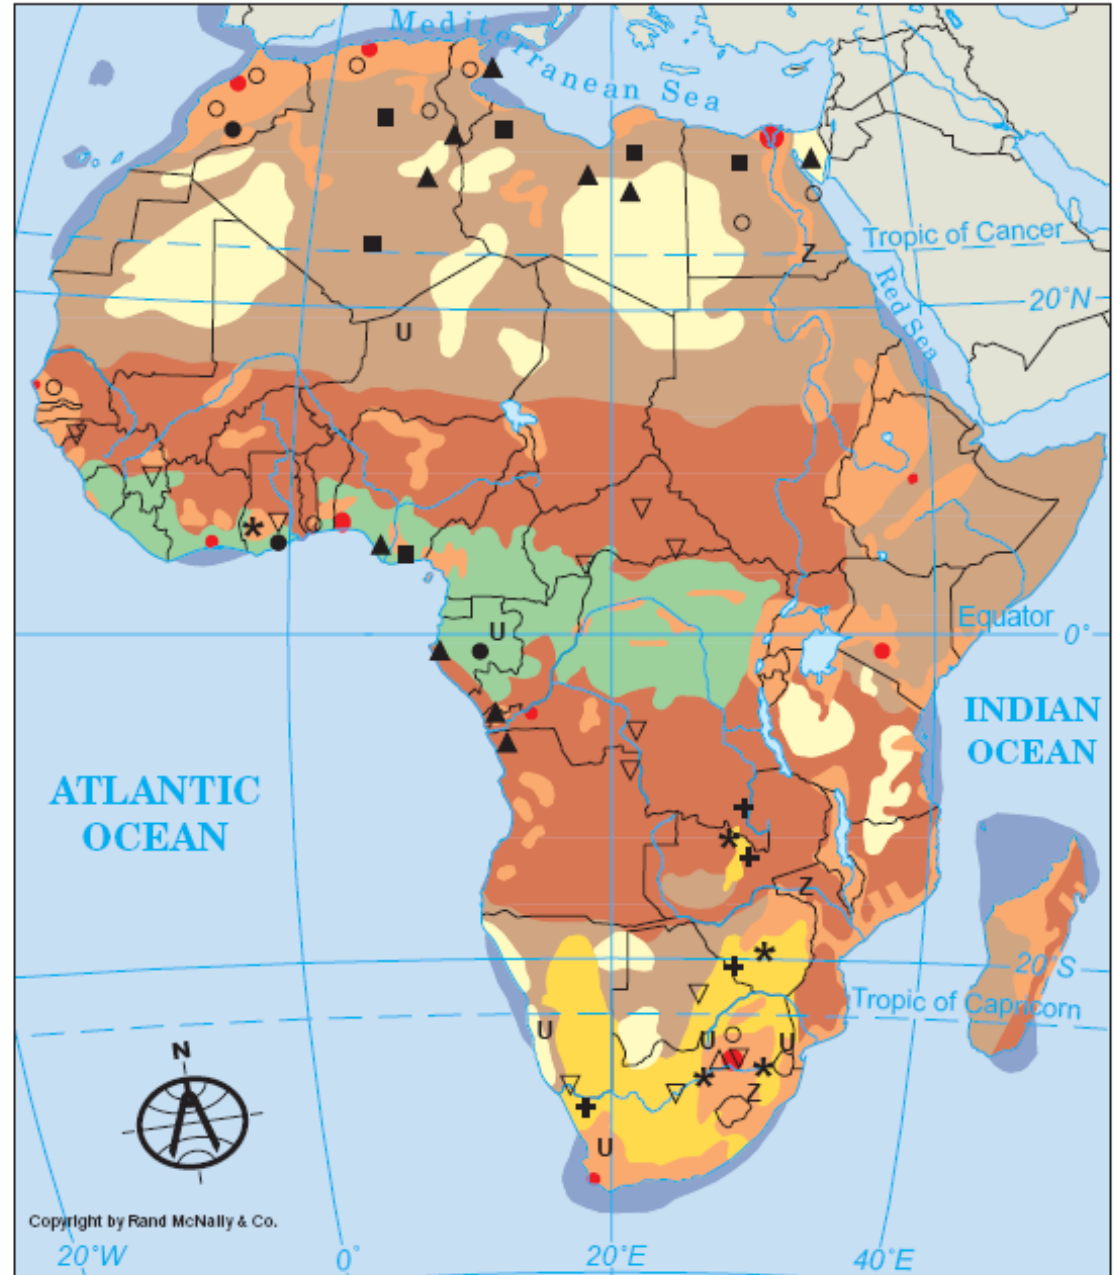 Mediterranean Sea
Tropic of Cancer
Z
Red Sea
20°N
U
Equator
0°
U
INDIAN
OCEAN
ATLANTIC
OCEAN
Z
20°S
Tropic of Capricorn
U
U
U
Z
U
N
Copyright by Rand McNally & Co.
20°W
0°
20°E
40°E